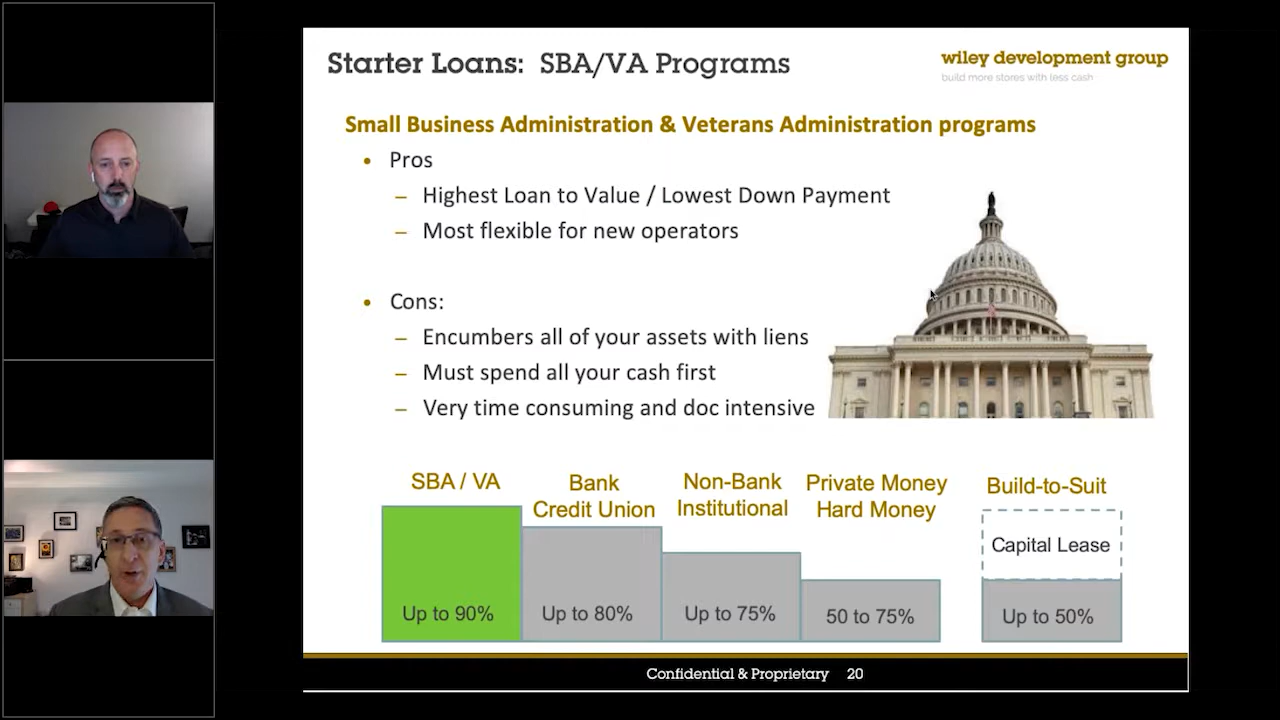 Starter Loans: SBA/VA Programs
wiley development group
build more stores with less cash
Small Business Administration & Veterans Administration programs
• Pros
– Highest Loan to Value / Lowest Down Payment
– Most flexible for new operators
• Cons:
– Encumbers all of your assets with liens
– Must spend all your cash first
– Very time consuming and doc intensive
SBA / VA
Bank
Credit Union
Non-Bank
Institutional
Private Money
Hard Money
Build-to-Suit
Capital Lease
Up to 90%
Up to 80%
Up to 75%
50 to 75%
Up to 50%
Confidential & Proprietary 20